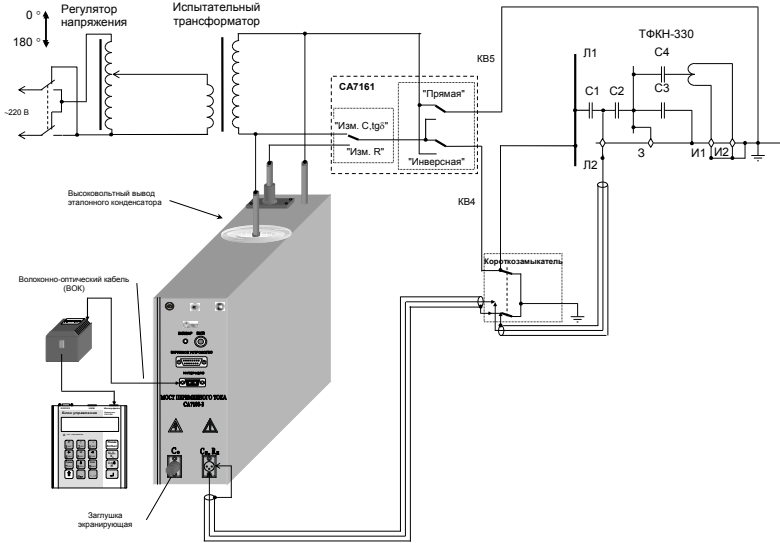 0 °
180 °
Регулятор
напряжения
Испытательный
трансформатор
~220 В
СА7161
"Прямая"
"Изм. С,tgδ"
"Изм. R"
"Инверсная"
КВ5
КВ4
ТФКН-330
Л1
С4
С1
С2
С3
Л2
З
И1
И2
Короткозамыкатель
Высоковольтный вывод
эталонного конденсатора
Волоконно-оптический кабель
(ВОК)
МОСТ ПЕРЕМЕННОГО ТОКА
СА7100-3
Блок управления
Заглушка
экранирующая